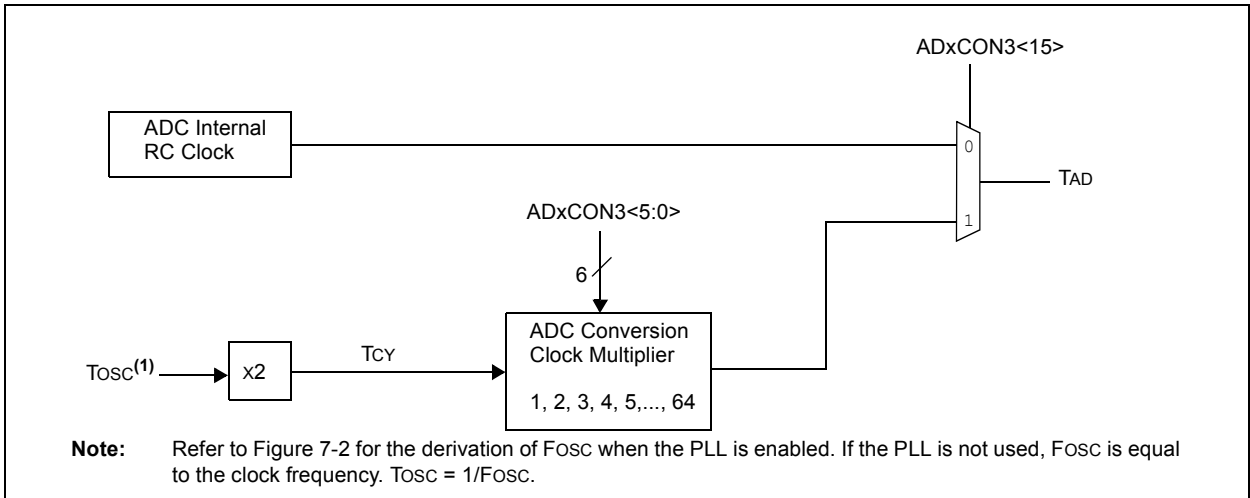 ADxCON3<15>
ADC Internal
RC Clock
0
TAD
ADxCON3<5:0>
1
6
ADC Conversion
Clock Multiplier
TOSC(1)
x2
TCY
1, 2, 3, 4, 5,..., 64
Note: Refer to Figure 7-2 for the derivation of FOSC when the PLL is enabled. If the PLL is not used, FOSC is equal
to the clock frequency. TOSC = 1/FOSC.